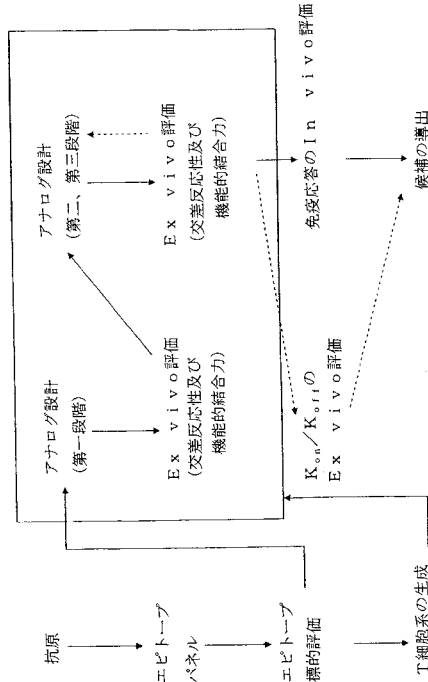 抗原
エピトープ
パネル
エピトープ
標的評価
T細胞系の生成
アナログ設計
(第一段階)
Ex vivo評価
(交差反応性及び
機能的結合力)
アナログ設計
(第二、第三段階)
Ex vivo評価
(交差反応性及び
機能的結合力)
Kon/Koffの
Ex vivo評価
免疫応答のIn vivo評価
候補の導出